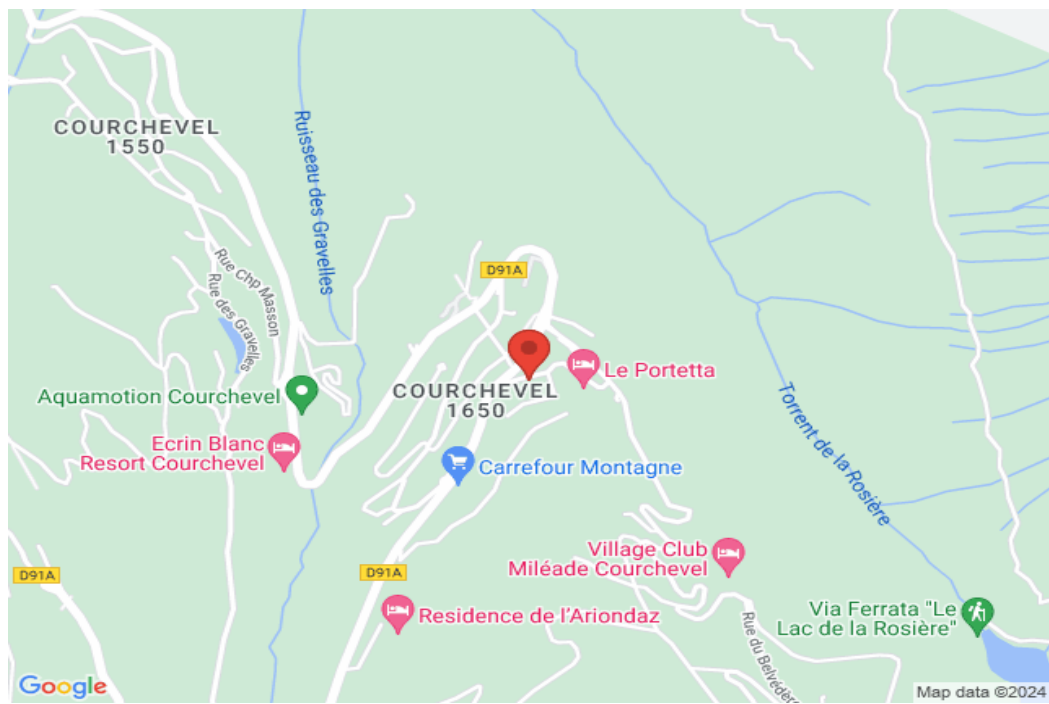 COURCHEVEL
1550
Ruisseau des Gravelles
D91A
Rue Chp Masson
Rue des Gravelles
Le Portetta
COURCHEVEL
1650
Aquamotion Courchevel
Torrent de la Rosière
Ecrin Blanc
Resort Courchevel
Carrefour Montagne
Village Club
Miléade Courchevel
D91A
D91A
Residence de l'Ariondaz
Via Ferrata "Le
Lac de la Rosière"
Rue du Belvédère
Google
Map data ©2024